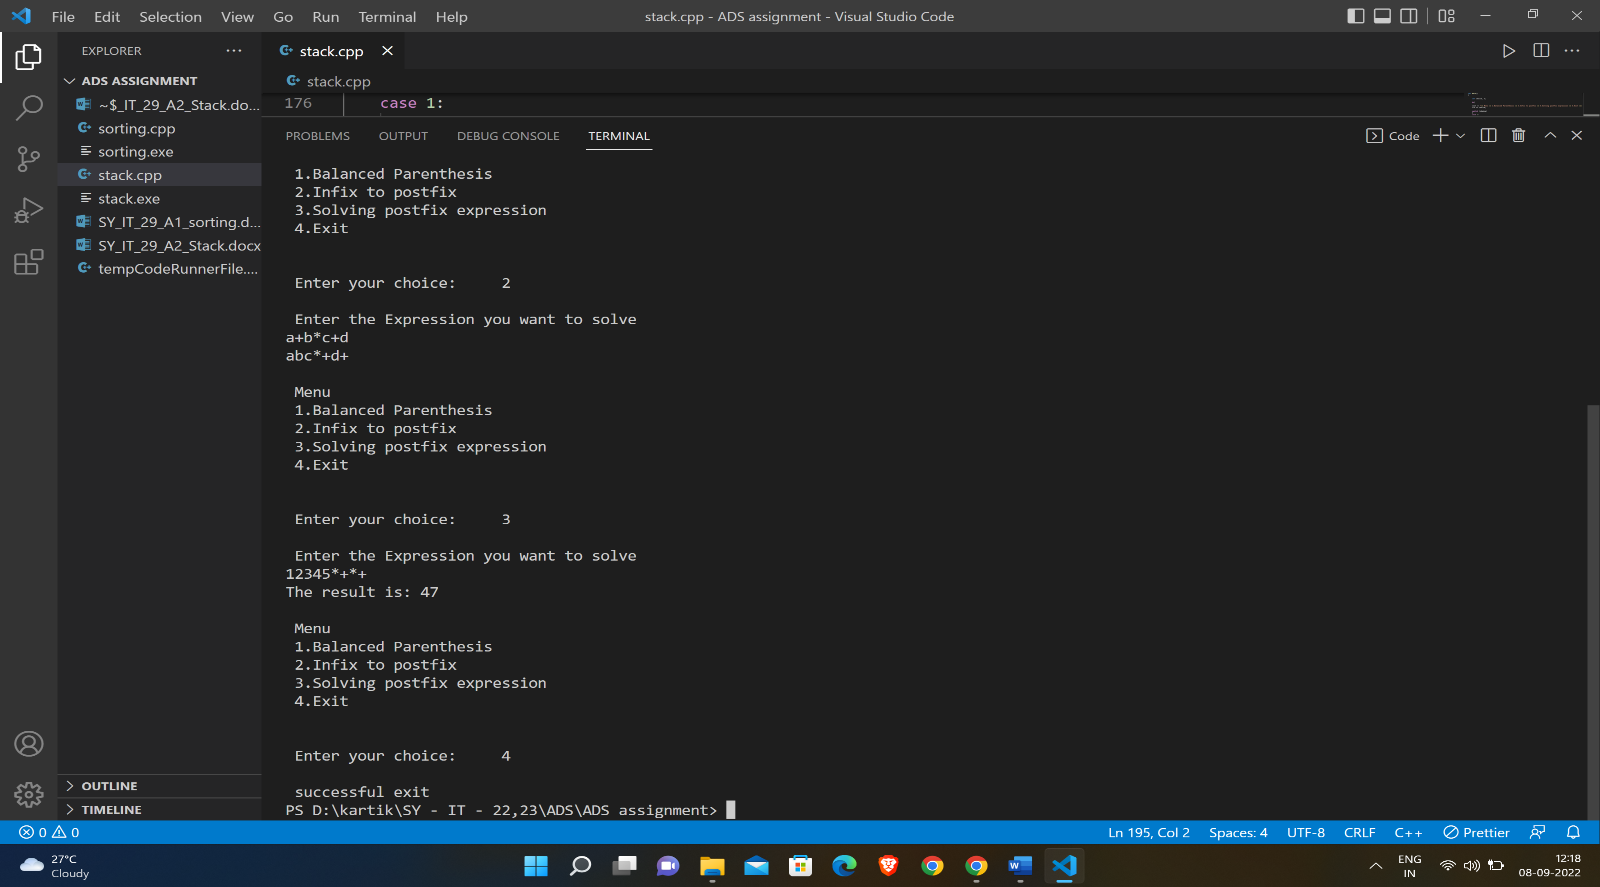 File Edit Selection View Go Run Terminal Help
stack.cpp - ADS assignment - Visual Studio Code
EXPLORER
ADS ASSIGNMENT
~$_IT_29_A2_Stack.do...
sorting.cpp
sorting.exe
stack.cpp
stack.exe
SY_IT_29_A1_sorting.d...
SY_IT_29_A2_Stack.docx
tempCodeRunnerFile....
OUTLINE
TIMELINE
stack.cpp
stack.cpp
176 case 1:
PROBLEMS OUTPUT DEBUG CONSOLE TERMINAL
Code
1.Balanced Parenthesis
2.Infix to postfix
3.Solving postfix expression
4.Exit
Enter your choice: 2
Enter the Expression you want to solve
a+b*c+d
abc*+d+
Menu
1.Balanced Parenthesis
2.Infix to postfix
3.Solving postfix expression
4.Exit
Enter your choice: 3
Enter the Expression you want to solve
12345*+*+
The result is: 47
Menu
1.Balanced Parenthesis
2.Infix to postfix
3.Solving postfix expression
4.Exit
Enter your choice: 4
successful exit
PS D:\kartik\SY - IT - 22,23\ADS\ADS assignment>
0 0
Ln 195, Col 2 Spaces: 4 UTF-8 CRLF C++ Prettier
27°C
Cloudy
ENG
IN
12:18
08-09-2022